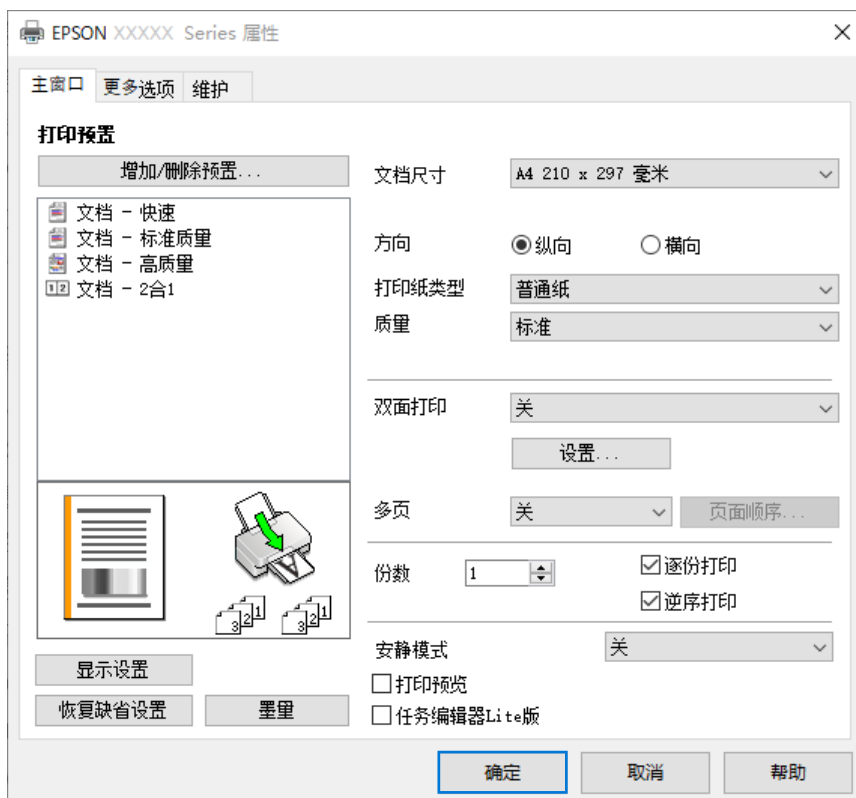 EPSON XXXXX Series 属性
主窗口 更多选项 维护
打印预置
增加/删除预置...
文档 - 快速
文档 - 标准质量
文档 - 高质量
12 文档 - 2合1
文档尺寸 A4 210 x 297 毫米
方向 纵向 横向
打印纸类型 普通纸
质量 标准
双面打印 关
设置...
多页 关 页面顺序...
份数 1 逐份打印
逆序打印
安静模式 关
打印预览
任务编辑器Lite版
321 321
显示设置
恢复缺省设置 墨量
确定 取消 帮助